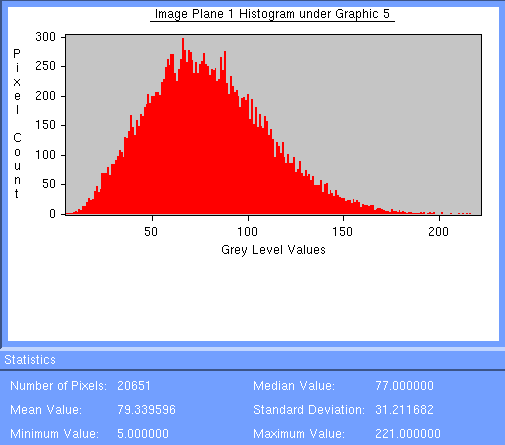 Image Plane 1 Histogram under Graphic 5
300
250
200
150
100
50
0
Pixel Count
50 100 150 200
Grey Level Values
Statistics
Number of Pixels: 20651 Median Value: 77.000000
Mean Value: 79.339596 Standard Deviation: 31.211682
Minimum Value: 5.000000 Maximum Value: 221.000000